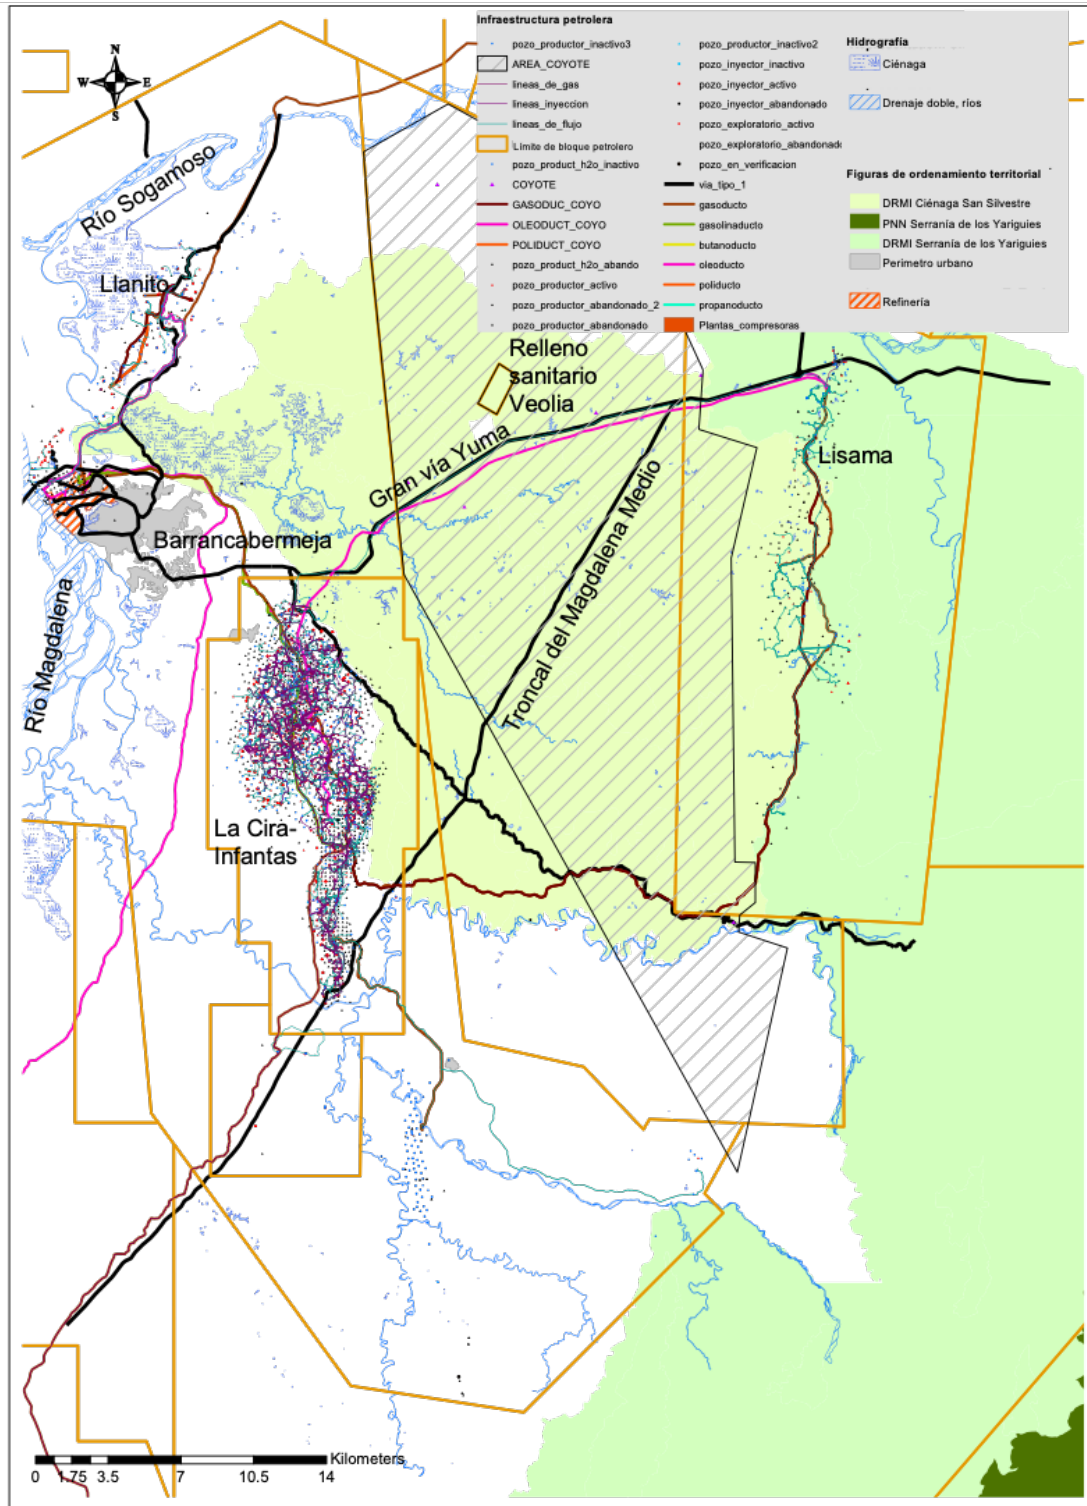 Infraestructura petrolera
pozo_productor_inactivo3
AREA_COYOTE
lineas_de_gas
lineas_inyeccion
lineas_de_flujo
Límite de bloque petrolero
pozo_product_h2o_inactivo
COYOTE
GASODUC_COYO
OLEODUCT_COYO
POLIDUCT_COYO
pozo_product_h2o_abando
pozo_productor_activo
pozo_productor_abandonado_2
pozo_productor_abandonado
pozo_productor_inactivo2
pozo_inyector_inactivo
pozo_inyector_activo
pozo_inyector_abandonado
pozo_exploratorio_activo
pozo_exploratorio_abandonado
pozo_en_verificacion
via_tipo_1
gasoducto
gasolinaducto
butanoducto
oleoducto
poliducto
propanoducto
Plantas_compresoras
Hidrografía
Ciénaga
Drenaje doble, ríos
Figuras de ordenamiento territorial
DRMI Ciénaga San Silvestre
PNN Serranía de los Yariguies
DRMI Serranía de los Yariguies
Perimetro urbano
Refinería
N
W
E
S
Río Sogamoso
Llanito
Relleno
sanitario
Veolia
Gran vía Yuma
Lisama
Troncal del Magdalena Medio
Barrancabermeja
Río Magdalena
La Cira-
Infantas
Kilometers
0 1.75 3.5 7 10.5 14